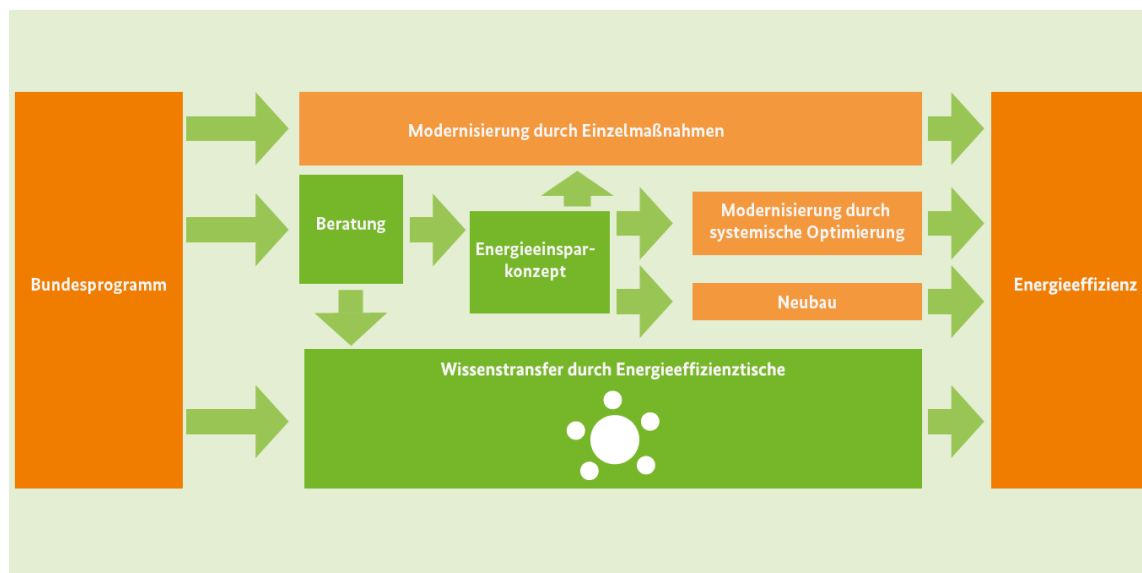 Modernisierung durch Einzelmaßnahmen
Beratung
Energieeinspar-
konzept
Modernisierung durch
systemische Optimierung
Bundesprogramm
Neubau
Energieeffizienz
Wissenstransfer durch Energieeffizienztische